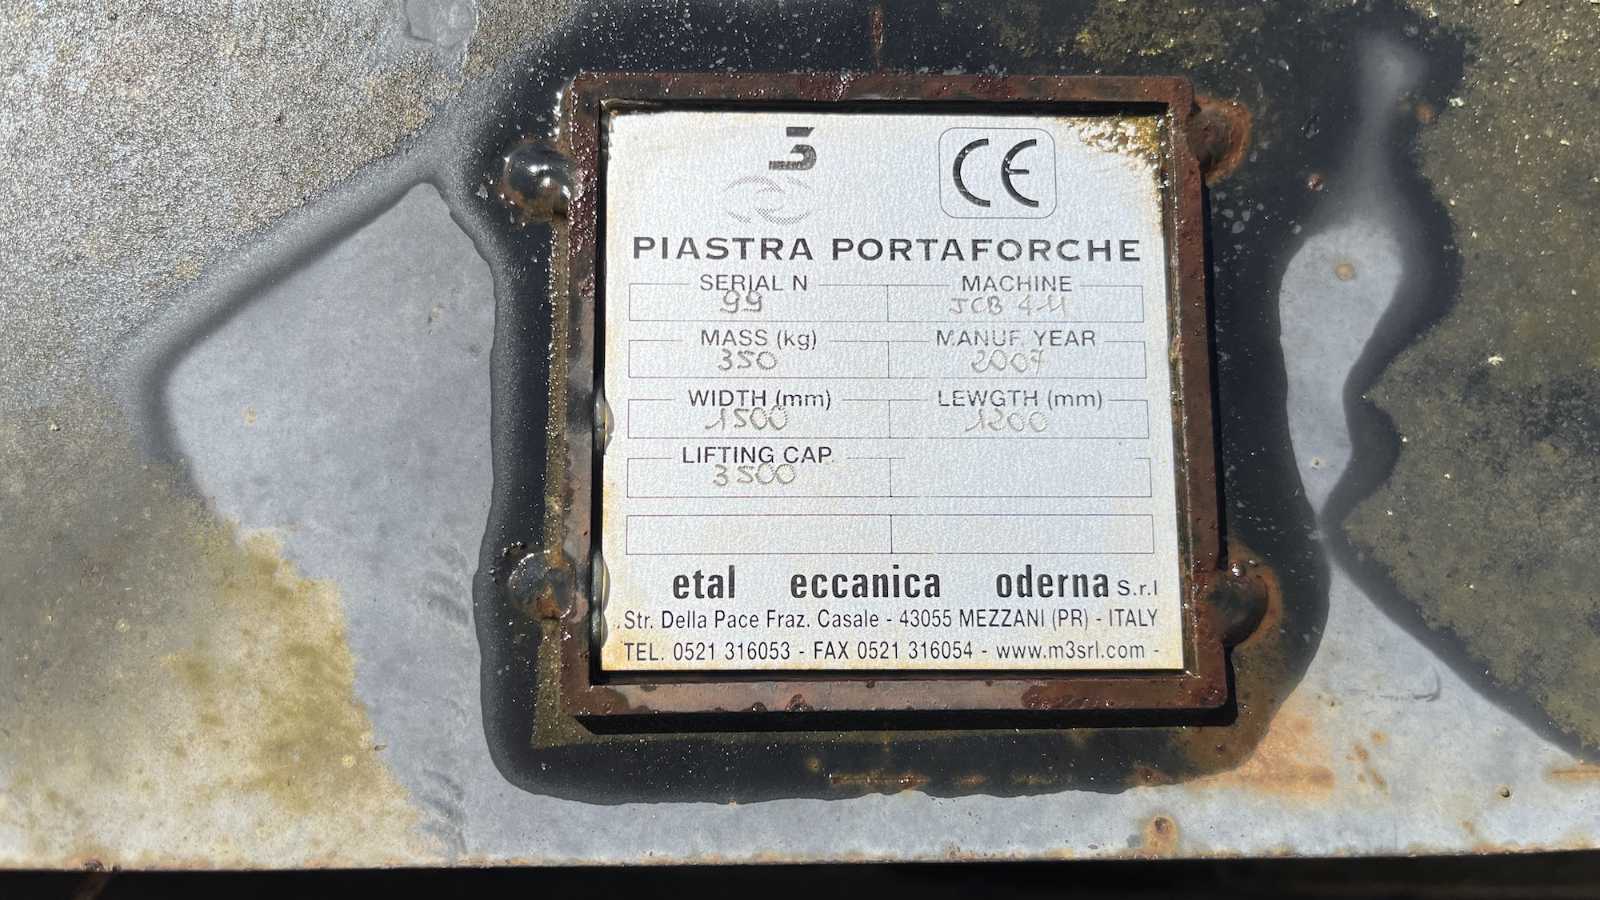 3
CE
PIASTRA PORTAFORCHE
SERIAL N MACHINE
99 JCB 411
MASS (kg) MANUF. YEAR
350 2007
WIDTH (mm) LEWGTH (mm)
1500 1200
LIFTING CAP.
3500
etal eccanica oderna S.r.l
Str. Della Pace Fraz. Casale - 43055 MEZZANI (PR) - ITALY
TEL. 0521 316053 - FAX 0521 316054 - www.m3srl.com -